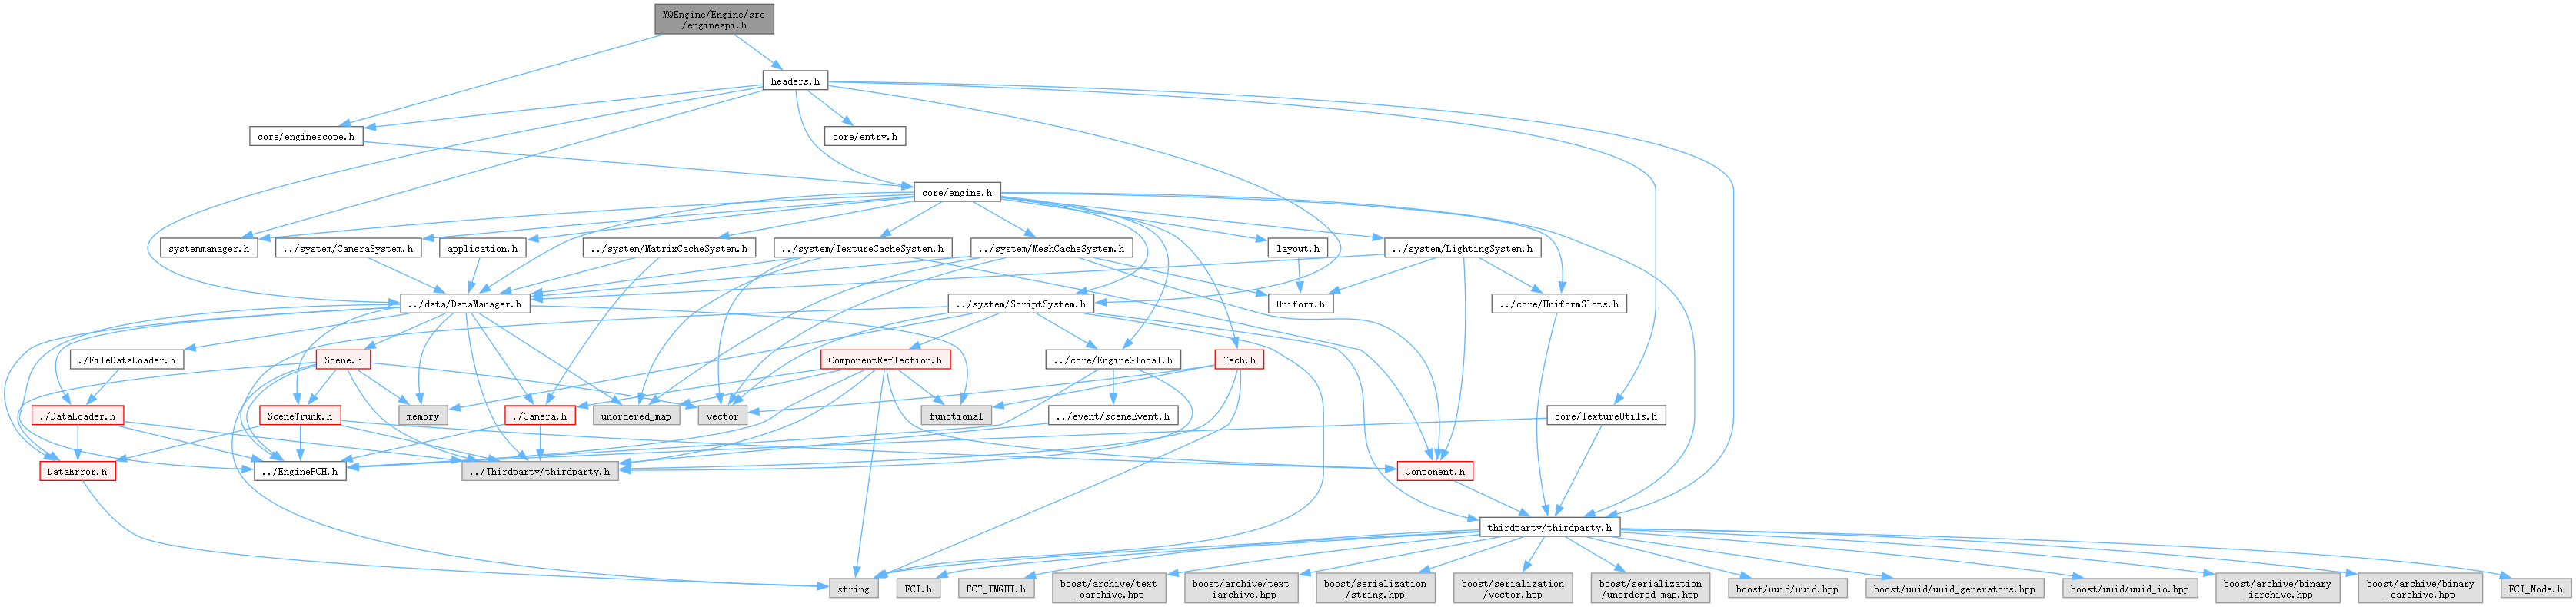 MQEngine/Engine/src
/engineapi.h
headers.h
core/enginescope.h
core/entry.h
core/engine.h
systemmanager.h
../system/CameraSystem.h
application.h
../system/MatrixCacheSystem.h
../system/TextureCacheSystem.h
../system/MeshCacheSystem.h
layout.h
../system/LightingSystem.h
../data/DataManager.h
../system/ScriptSystem.h
Uniform.h
../core/UniformSlots.h
./FileDataLoader.h
Scene.h
ComponentReflection.h
../core/EngineGlobal.h
Tech.h
./DataLoader.h
SceneTrunk.h
memory
./Camera.h
unordered_map
vector
functional
../event/sceneEvent.h
core/TextureUtils.h
DataError.h
../EnginePCH.h
../Thirdparty/thirdparty.h
Component.h
thirdparty/thirdparty.h
string
FCT.h
FCT_IMGUI.h
boost/archive/text
_oarchive.hpp
boost/archive/text
_iarchive.hpp
boost/serialization
/string.hpp
boost/serialization
/vector.hpp
boost/serialization
/unordered_map.hpp
boost/uuid/uuid.hpp
boost/uuid/uuid_generators.hpp
boost/uuid/uuid_io.hpp
boost/archive/binary
_iarchive.hpp
boost/archive/binary
_oarchive.hpp
FCT_Node.h